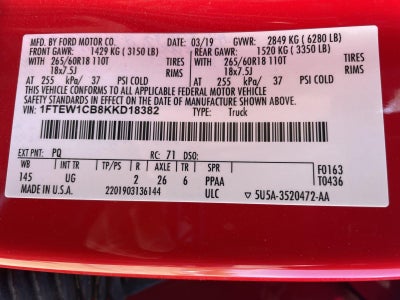 MFD. BY FORD MOTOR CO. 03/19 GVWR: 2849 KG ( 6280 LB)
FRONT GAWR: 1429 KG ( 3150 LB) REAR GAWR: 1520 KG ( 3350 LB)
WITH TIRES WITH TIRES
265/60R18 110T RIMS 265/60R18 110T RIMS
18x7.5J 18x7.5J
AT 255 kPa/ 37 PSI COLD AT 255 kPa/ 37 PSI COLD
THIS VEHICLE CONFORMS TO ALL APPLICABLE FEDERAL MOTOR VEHICLE
SAFETY AND THEFT PREVENTION STANDARDS IN EFFECT ON THE DATE OF MANUFACTURE SHOWN ABOVE.
VIN: 1FTEW1CB8KKD18382 TYPE: Truck
EXT PNT: PQ RC: 71 DSO: F0163
WB INT TR TP/PS R AXLE TR SPR T0436
145 UG 2 26 6 PPAA
MADE IN U.S.A. 2201903136144 ULC 5U5A-3520472-AA